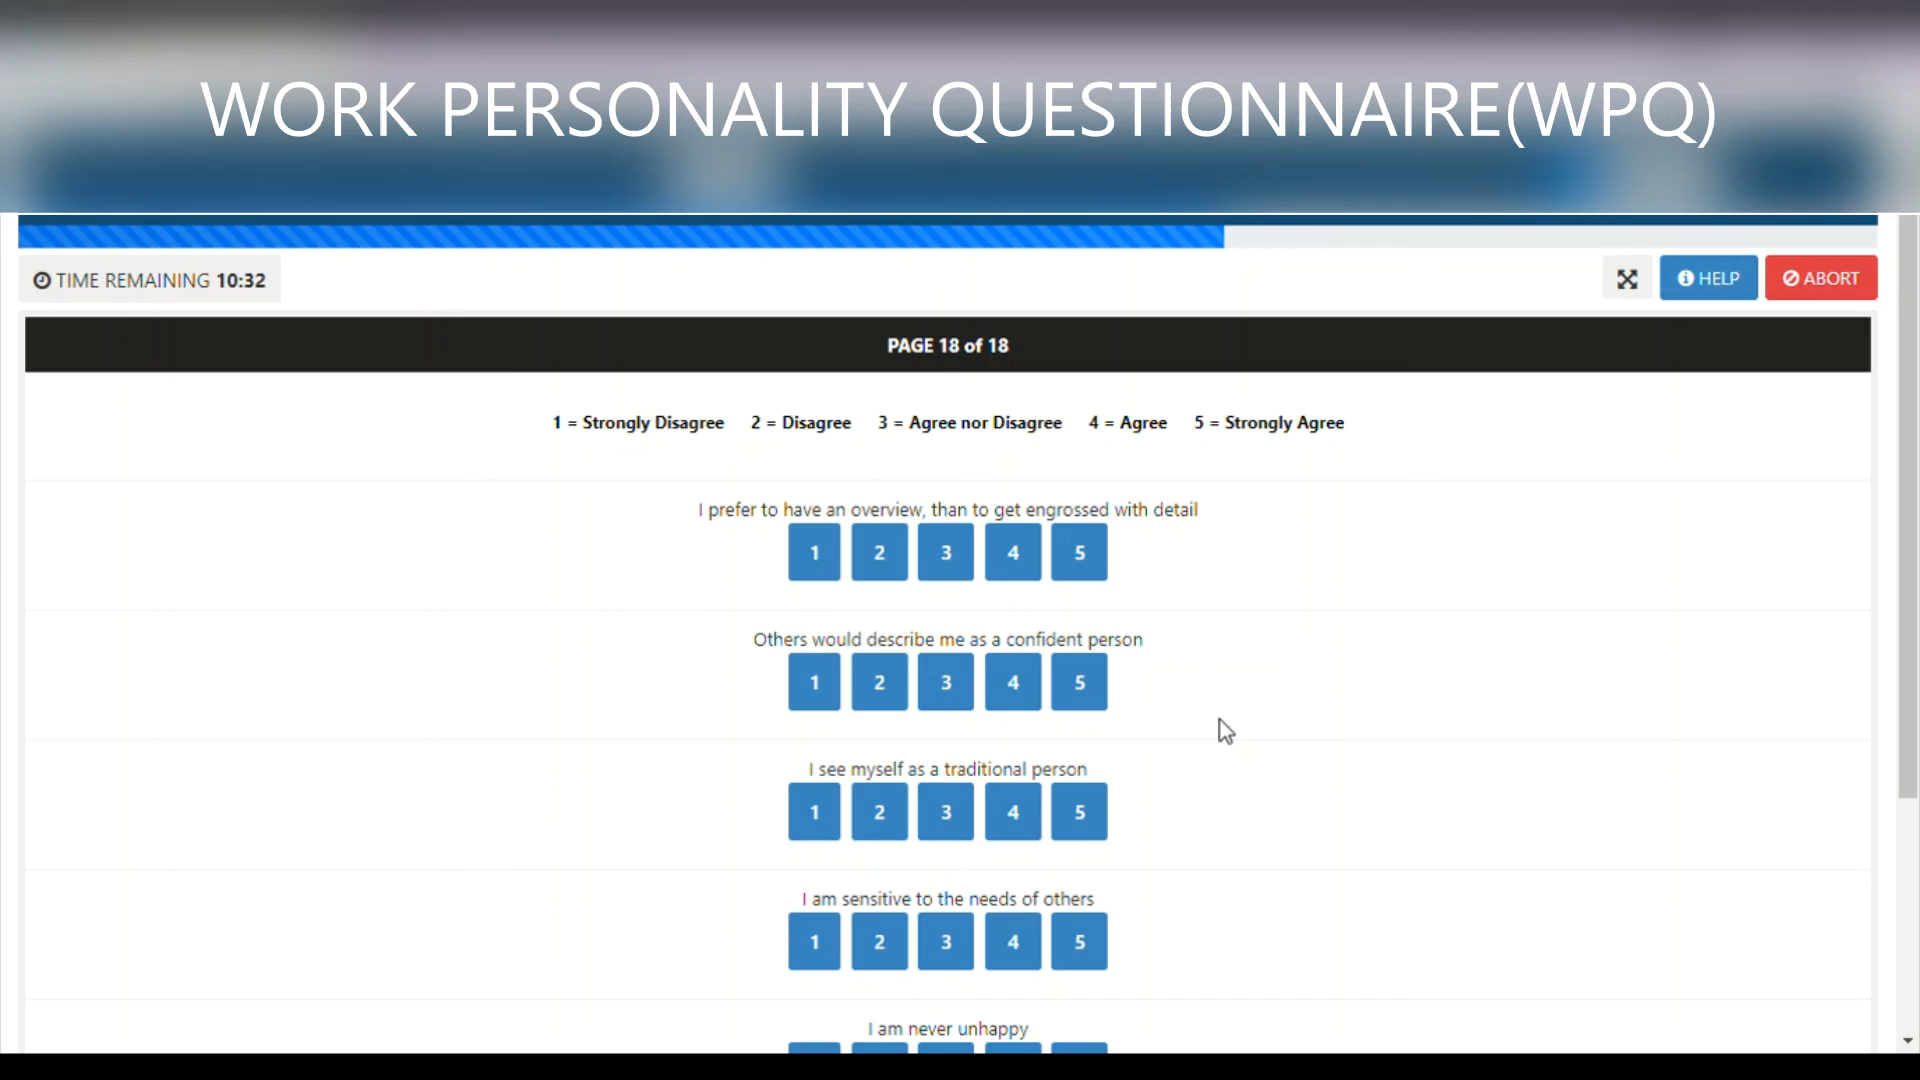 WORK PERSONALITY QUESTIONNAIRE(WPQ)
TIME REMAINING 10:32
HELP
ABORT
PAGE 18 of 18
1 = Strongly Disagree 2 = Disagree 3 = Agree nor Disagree 4 = Agree 5 = Strongly Agree
I prefer to have an overview, than to get engrossed with detail
1 2 3 4 5
Others would describe me as a confident person
1 2 3 4 5
I see myself as a traditional person
1 2 3 4 5
I am sensitive to the needs of others
1 2 3 4 5
I am never unhappy